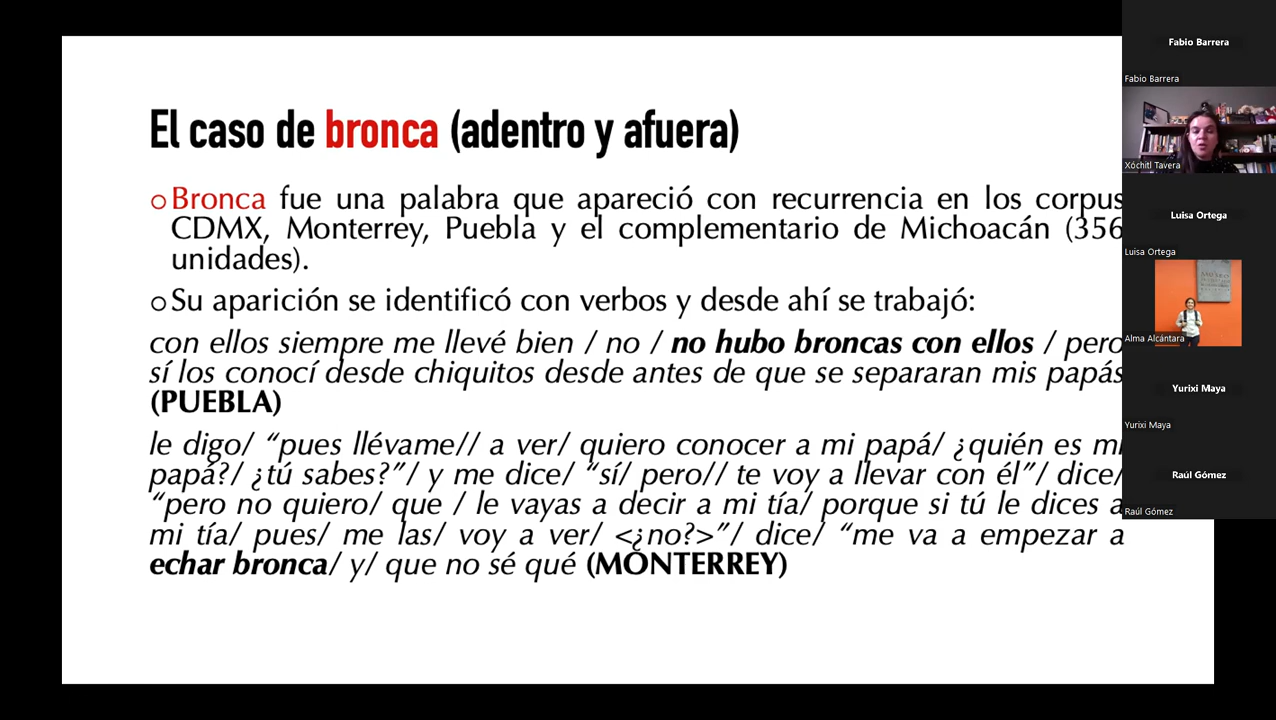 El caso de bronca (adentro y afuera)
o Bronca fue una palabra que apareció con recurrencia en los corpus
CDMX, Monterrey, Puebla y el complementario de Michoacán (356
unidades).
o Su aparición se identificó con verbos y desde ahí se trabajó:
con ellos siempre me llevé bien / no / no hubo broncas con ellos / pero
sí los conocí desde chiquitos desde antes de que se separaran mis papás
(PUEBLA)
le digo/ “pues llévame// a ver/ quiero conocer a mi papá/ ¿quién es mi
papá?/ ¿tú sabes?”/ y me dice/ “sí/ pero// te voy a llevar con él”/ dice/
“pero no quiero/ que / le vayas a decir a mi tía/ porque si tú le dices a
mi tía/ pues/ me las/ voy a ver/ <¿no?>”/ dice/ “me va a empezar a
echar bronca/ y/ que no sé qué (MONTERREY)
Fabio Barrera
Fabio Barrera
Xóchitl Tavera
Luisa Ortega
Luisa Ortega
Alma Alcántara
Yurixi Maya
Yurixi Maya
Raúl Gómez
Raúl Gómez